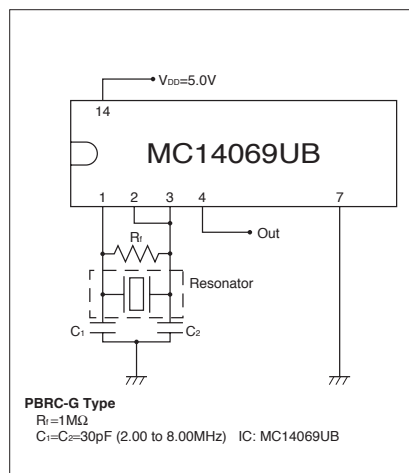 VDD=5.0V
14
MC14069UB
1 2 3 4 7
Rf
Out
Resonator
C1 C2
PBRC-G Type
Rf=1MΩ
C1=C2=30pF (2.00 to 8.00MHz) IC: MC14069UB